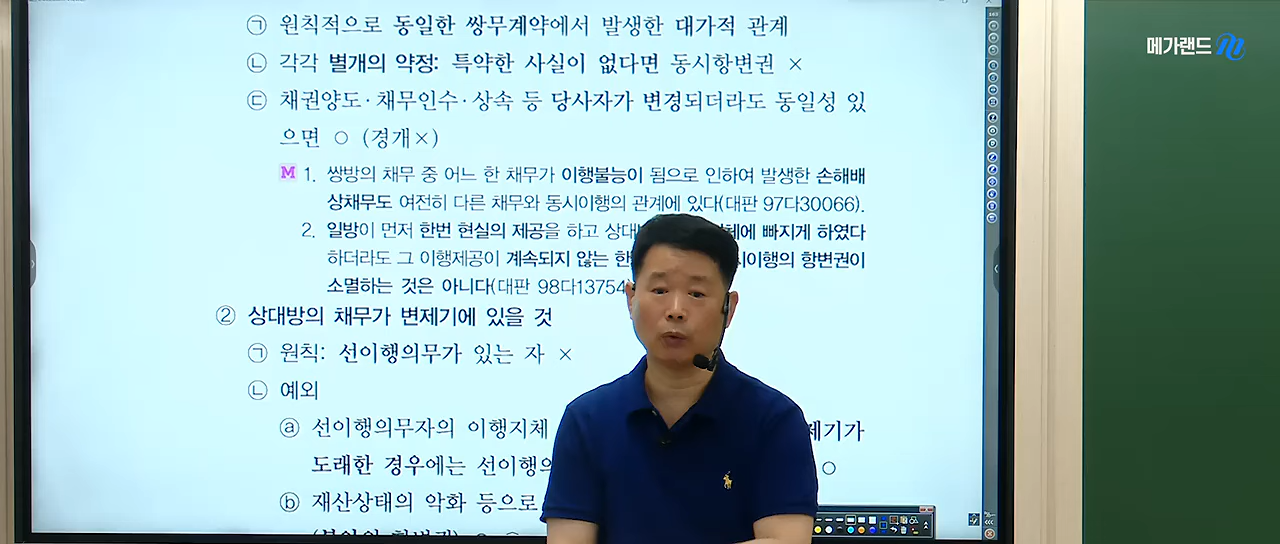 ㉠ 원칙적으로 동일한 쌍무계약에서 발생한 대가적 관계
㉡ 각각 별개의 약정: 특약한 사실이 없다면 동시항변권 ×
㉢ 채권양도·채무인수·상속 등 당사자가 변경되더라도 동일성 있
으면 ○ (경개×)
M 1. 쌍방의 채무 중 어느 한 채무가 이행불능이 됨으로 인하여 발생한 손해배
상채무도 여전히 다른 채무와 동시이행의 관계에 있다(대판 97다30066).
2. 일방이 먼저 한번 현실의 제공을 하고 상대 에 빠지게 하였다
하더라도 그 이행제공이 계속되지 않는 한 이행의 항변권이
소멸하는 것은 아니다(대판 98다13754
② 상대방의 채무가 변제기에 있을 것
㉠ 원칙: 선이행의무가 있는 자 ×
㉡ 예외
ⓐ 선이행의무자의 이행지체 제기가
도래한 경우에는 선이행의 ○
ⓑ 재산상태의 악화 등으로
메가랜드 M